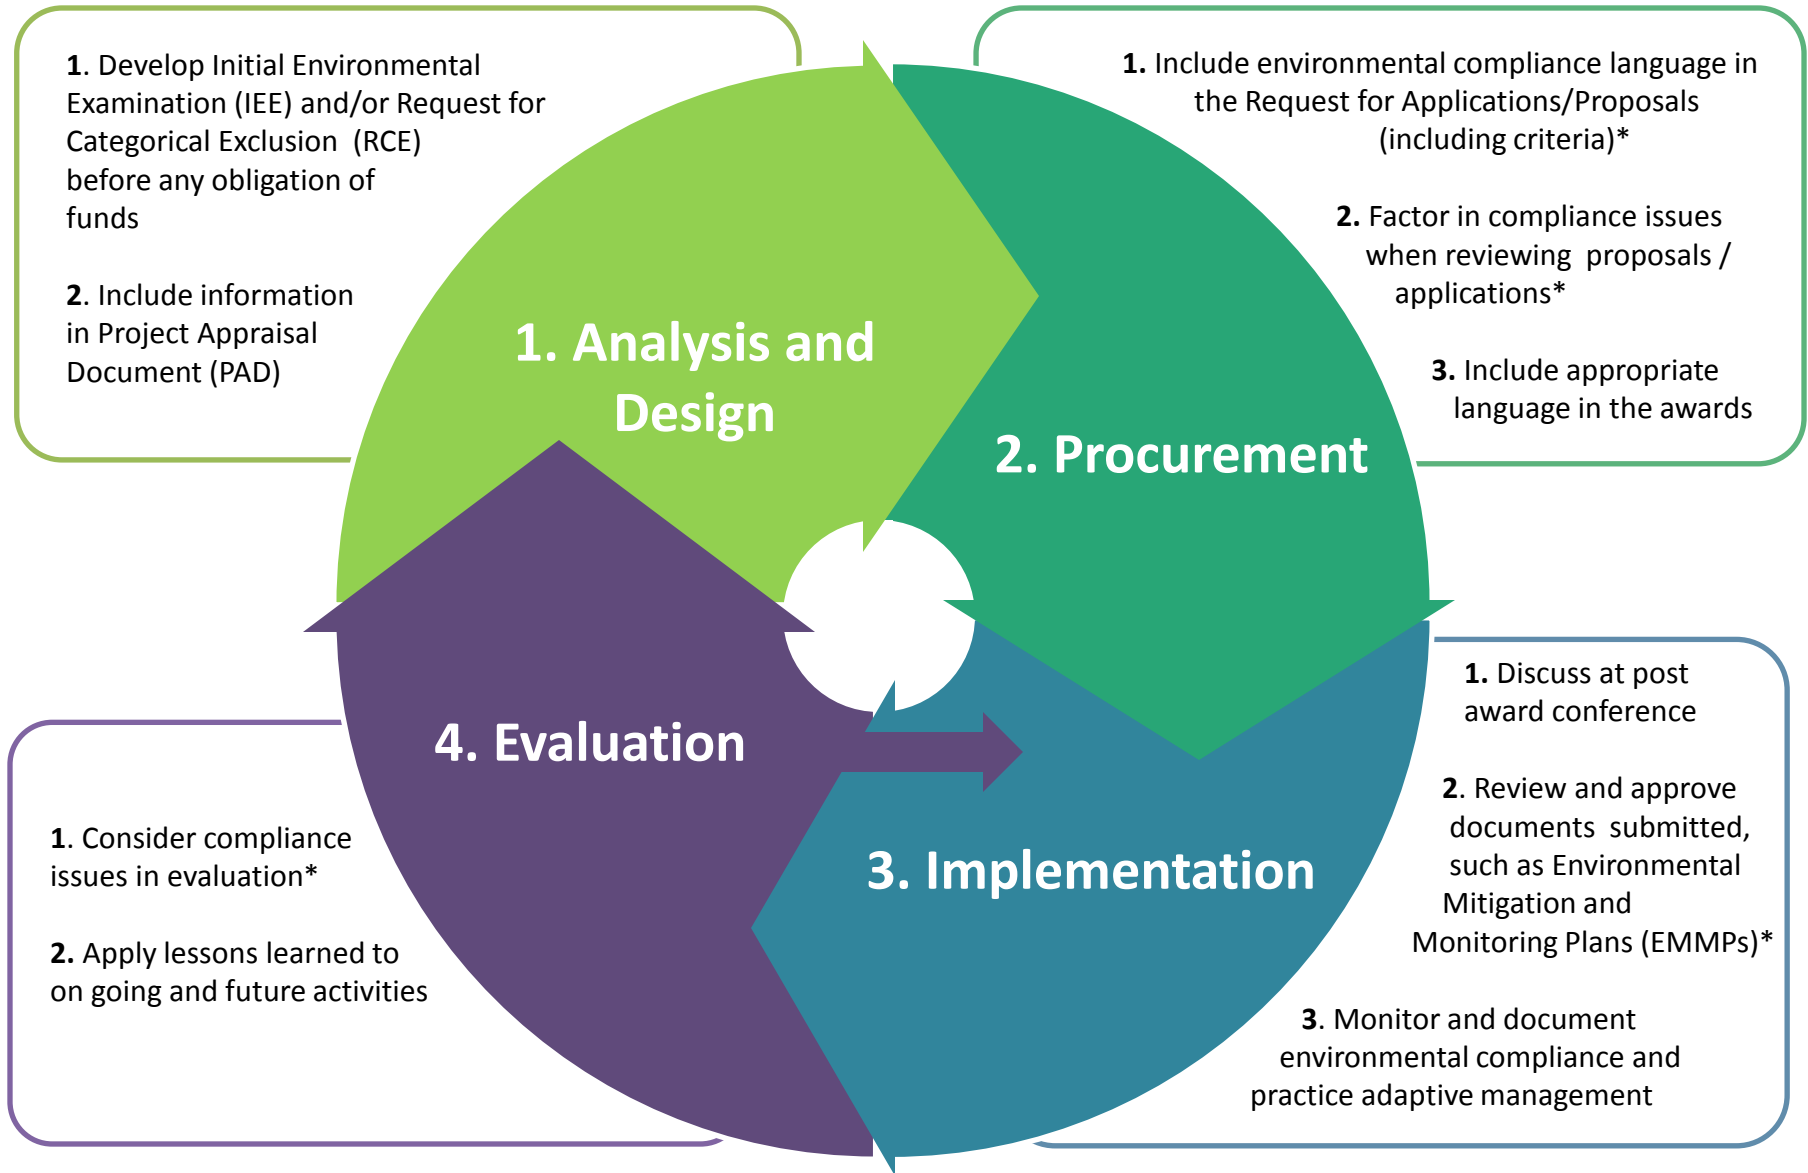 1. Develop Initial Environmental
Examination (IEE) and/or Request for
Categorical Exclusion (RCE)
before any obligation of
funds
2. Include information
in Project Appraisal
Document (PAD)
1. Include environmental compliance language in
the Request for Applications/Proposals
(including criteria)*
2. Factor in compliance issues
when reviewing proposals /
applications*
3. Include appropriate
language in the awards
1. Analysis and
Design
2. Procurement
3. Implementation
4. Evaluation
1. Discuss at post
award conference
2. Review and approve
documents submitted,
such as Environmental
Mitigation and
Monitoring Plans (EMMPs)*
3. Monitor and document
environmental compliance and
practice adaptive management
1. Consider compliance
issues in evaluation*
2. Apply lessons learned to
on going and future activities